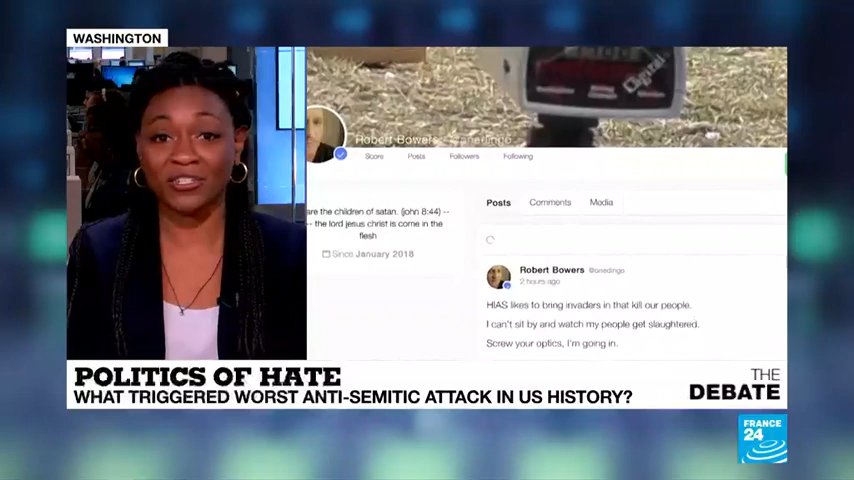 WASHINGTON
Robert Bowers @onedingo
Score Posts Followers Following
are the children of satan. (john 8:44) --
-- the lord jesus christ is come in the
flesh
Since January 2018
Posts Comments Media
Robert Bowers @onedingo
2 hours ago
HIAS likes to bring invaders in that kill our people.
I can't sit by and watch my people get slaughtered.
Screw your optics, I'm going in.
POLITICS OF HATE
WHAT TRIGGERED WORST ANTI-SEMITIC ATTACK IN US HISTORY?
THE
DEBATE
FRANCE
24